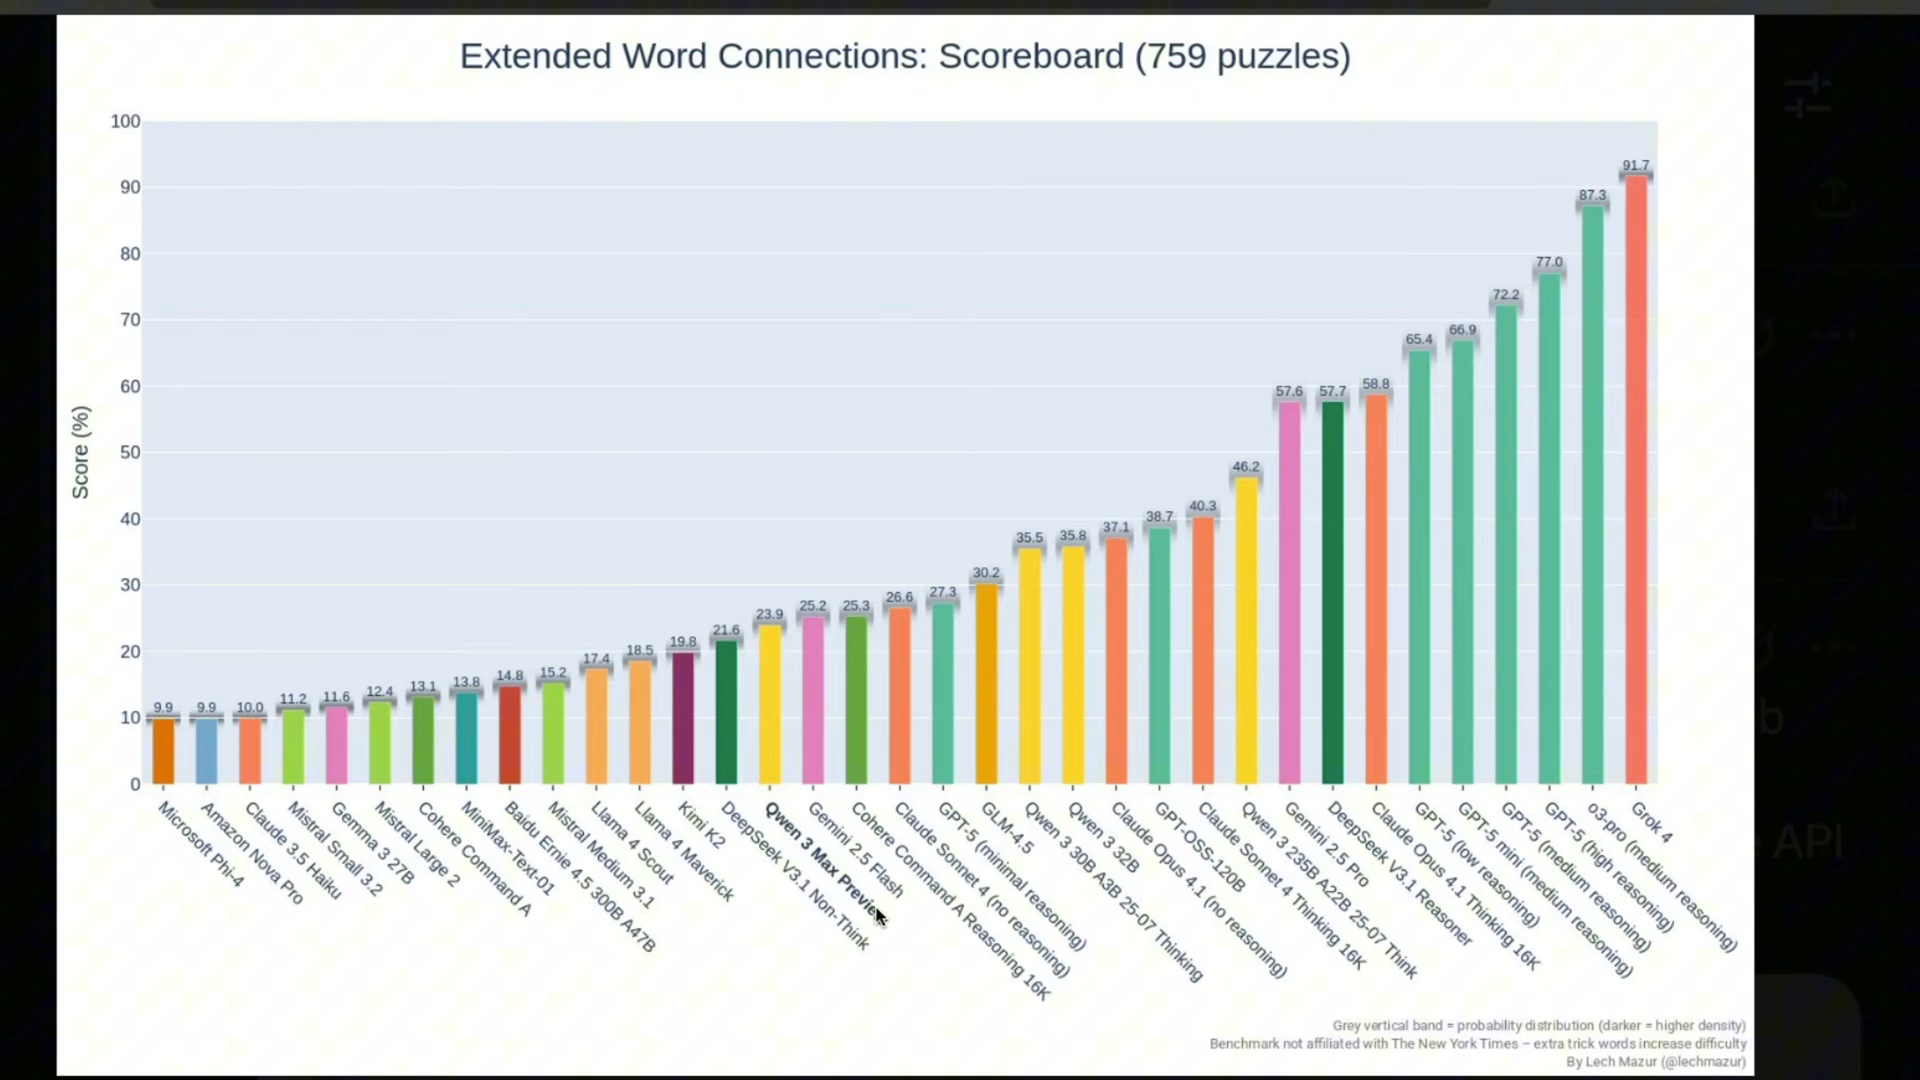 Extended Word Connections: Scoreboard (759 puzzles)
Score (%)
100
90
80
70
60
50
40
30
20
10
0
9.9
9.9
10.0
11.2
11.6
12.4
13.1
13.8
14.8
15.2
17.4
18.5
19.8
21.6
23.9
25.2
25.3
26.6
27.3
30.2
35.5
35.8
37.1
38.7
40.3
46.2
57.6
57.7
58.8
65.4
66.9
72.2
77.0
87.3
91.7
Microsoft Phi-4
Amazon Nova Pro
Claude 3.5 Haiku
Mistral Small 3.2
Gemma 3 27B
Mistral Large 2
Cohere Command A
MiniMax-Text-01
Baidu Ernie 4.5 300B A47B
Mistral Medium 3.1
Llama 4 Scout
Llama 4 Maverick
Kimi K2
DeepSeek V3.1 Non-Think
Qwen 3 Max Preview
Gemini 2.5 Flash
Cohere Command A Reasoning 16K
Claude Sonnet 4 (no reasoning)
GPT-5 (minimal reasoning)
GLM-4.5
Qwen 3 30B A3B 25-07 Thinking
Qwen 3 32B
Claude Opus 4.1 (no reasoning)
GPT-OSS-120B
Claude Sonnet 4 Thinking 16K
Qwen 3 235B A22B 25-07 Think
Gemini 2.5 Pro
DeepSeek V3.1 Reasoner
Claude Opus 4.1 Thinking 16K
GPT-5 (low reasoning)
GPT-5 mini (medium reasoning)
GPT-5 (medium reasoning)
GPT-5 (high reasoning)
o3-pro (medium reasoning)
Grok 4
Grey vertical band = probability distribution (darker = higher density)
Benchmark not affiliated with The New York Times – extra trick words increase difficulty
By Lech Mazur (@lechmazur)
b
API